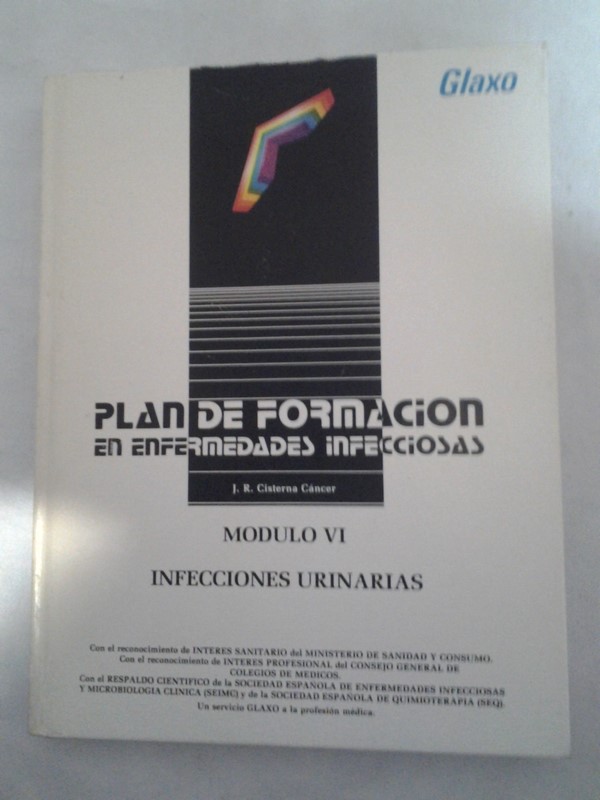 Glaxo
PLAN DE FORMACION
EN ENFERMEDADES INFECCIOSAS
J. R. Cisterna Cáncer
MODULO VI
INFECCIONES URINARIAS
Con el reconocimiento de INTERES SANITARIO del MINISTERIO DE SANIDAD Y CONSUMO.
Con el reconocimiento de INTERES PROFESIONAL del CONSEJO GENERAL DE
COLEGIOS DE MEDICOS.
Con el RESPALDO CIENTIFICO de la SOCIEDAD ESPAÑOLA DE ENFERMEDADES INFECCIOSAS
Y MICROBIOLOGIA CLINICA (SEIMC) y de la SOCIEDAD ESPAÑOLA DE QUIMIOTERAPIA (SEQ).
Un servicio GLAXO a la profesión médica.